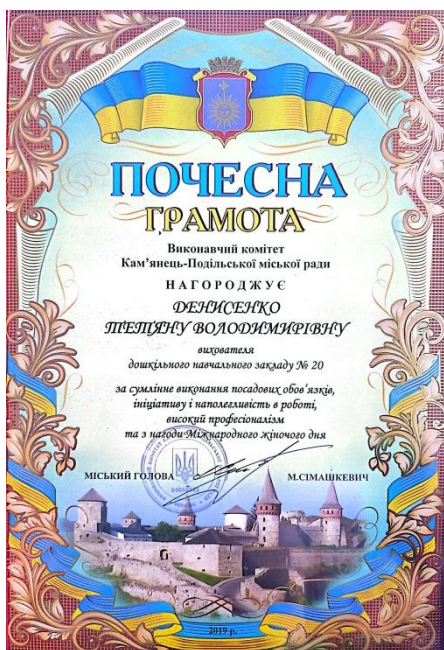 ПОЧЕСНА
ГРАМОТА
Виконавчий комітет
Кам’янець-Подільської міської ради
НАГОРОДЖУЄ
ДЕНИСЕНКО
ТЕТЯНУ ВОЛОДИМИРІВНУ
вихователя
дошкільного навчального закладу № 20
за сумлінне виконання посадових обов’язків,
ініціативу і наполегливість в роботі,
високий професіоналізм
та з нагоди Міжнародного жіночого дня
МІСЬКИЙ ГОЛОВА М.СІМАШКЕВИЧ
2019 р.